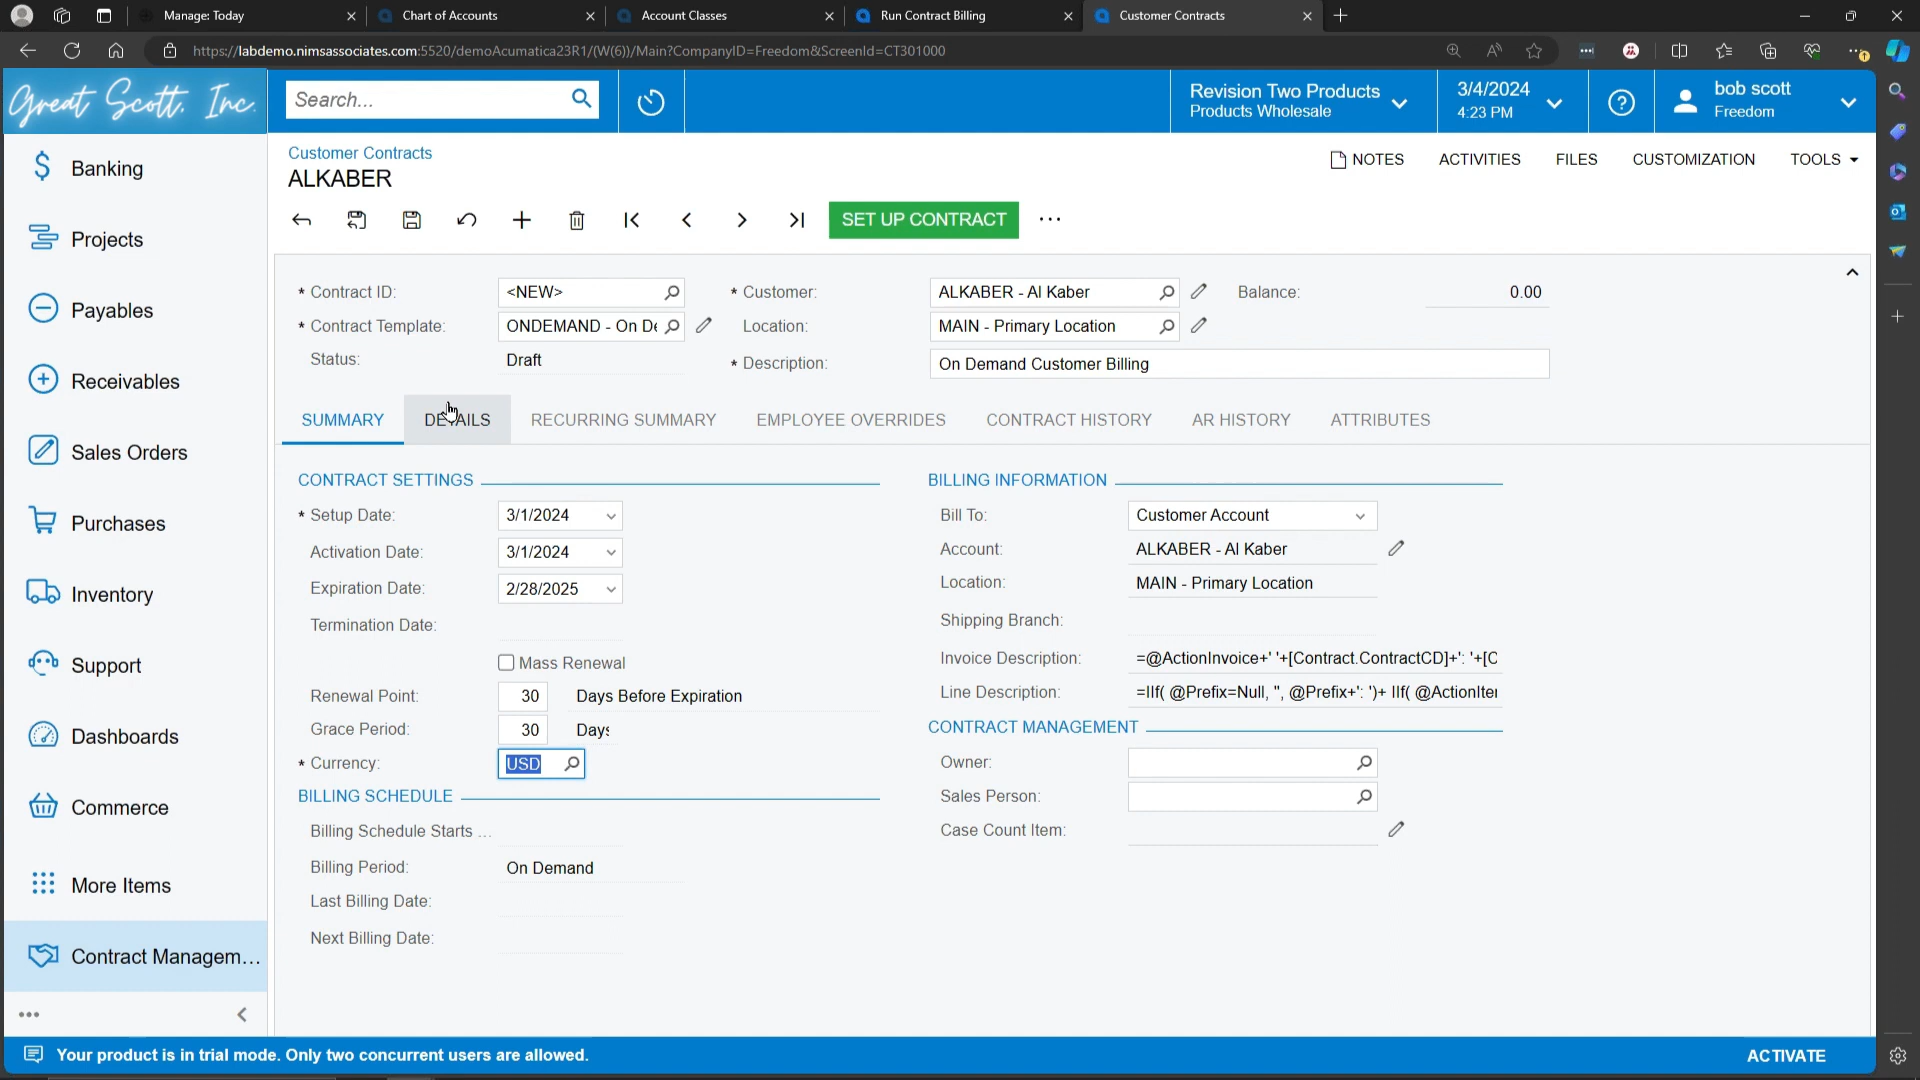 Manage: Today
Chart of Accounts
Account Classes
Run Contract Billing
Customer Contracts
https://labdemo.nimsassociates.com:5520/demoAcumatica23R1/(W(6))/Main?CompanyID=Freedom&ScreenId=CT301000
Great Scott. Inc.
Search...
Revision Two Products
Products Wholesale
3/4/2024
4:23 PM
bob scott
Freedom
Banking
Projects
Payables
Receivables
Sales Orders
Purchases
Inventory
Support
Dashboards
Commerce
More Items
Contract Managem...
Customer Contracts
ALKABER
NOTES
ACTIVITIES
FILES
CUSTOMIZATION
TOOLS
SET UP CONTRACT
* Contract ID: <NEW>
* Customer: ALKABER - Al Kaber
Balance: 0.00
* Contract Template: ONDEMAND - On De
Location: MAIN - Primary Location
Status: Draft
* Description: On Demand Customer Billing
SUMMARY
DETAILS
RECURRING SUMMARY
EMPLOYEE OVERRIDES
CONTRACT HISTORY
AR HISTORY
ATTRIBUTES
CONTRACT SETTINGS
* Setup Date: 3/1/2024
Activation Date: 3/1/2024
Expiration Date: 2/28/2025
Termination Date:
Mass Renewal
Renewal Point: 30 Days Before Expiration
Grace Period: 30 Days
* Currency: USD
BILLING SCHEDULE
Billing Schedule Starts ...
Billing Period: On Demand
Last Billing Date:
Next Billing Date:
BILLING INFORMATION
Bill To: Customer Account
Account: ALKABER - Al Kaber
Location: MAIN - Primary Location
Shipping Branch:
Invoice Description: =@ActionInvoice+' '+[Contract.ContractCD]+': '+[C
Line Description: =IIf( @Prefix=Null, '', @Prefix+': ')+ IIf( @ActionIter
CONTRACT MANAGEMENT
Owner:
Sales Person:
Case Count Item:
Your product is in trial mode. Only two concurrent users are allowed.
ACTIVATE